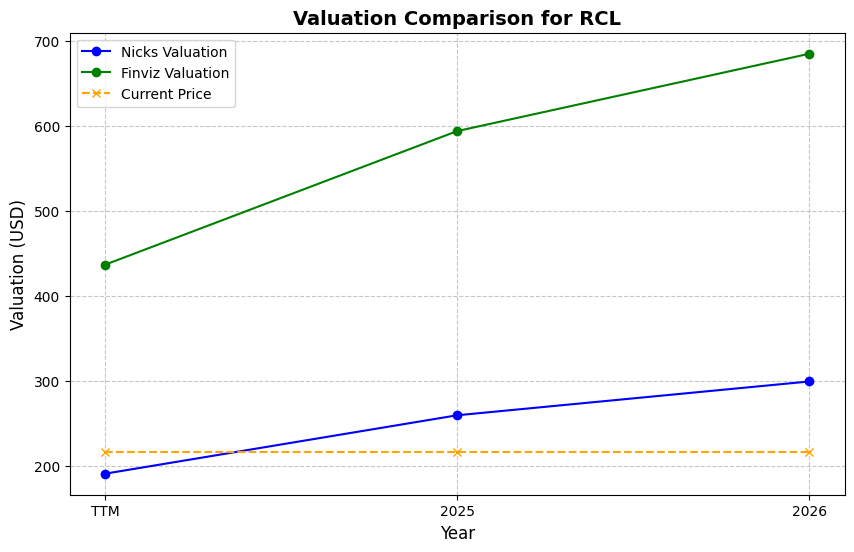 Valuation Comparison for RCL
Nicks Valuation
Finviz Valuation
Current Price
Valuation (USD)
700
600
500
400
300
200
TTM
2025
2026
Year